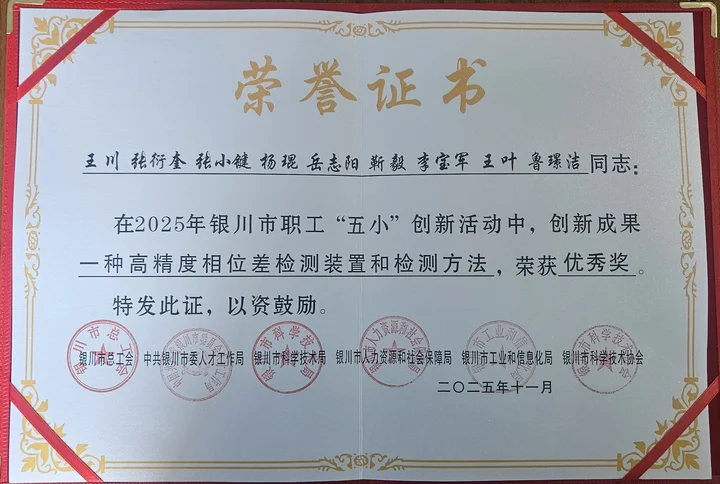 荣誉证书
王川 张衍奎 张小健 杨琨 岳志阳 靳毅 李宝军 王叶 鲁璟洁同志：
在2025年银川市职工“五小”创新活动中，创新成果
一种高精度相位差检测装置和检测方法，荣获优秀奖。
特发此证，以资鼓励。
银川市总工会 中共银川市委人才工作局 银川市科学技术局 银川市人力资源和社会保障局 银川市工业和信息化局 银川市科学技术协会
二〇二五年十一月